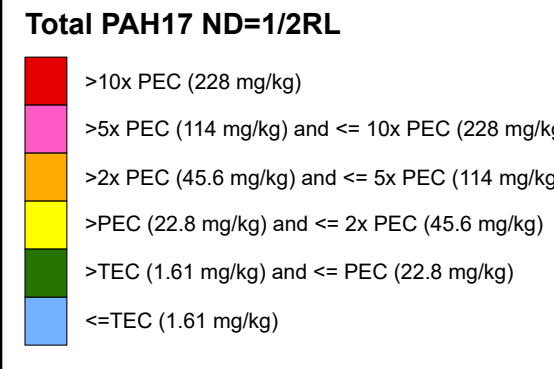 Total PAH17 ND=1/2RL
>10x PEC (228 mg/kg)
>5x PEC (114 mg/kg) and <= 10x PEC (228 mg/kg
>2x PEC (45.6 mg/kg) and <= 5x PEC (114 mg/kg
>PEC (22.8 mg/kg) and <= 2x PEC (45.6 mg/kg)
>TEC (1.61 mg/kg) and <= PEC (22.8 mg/kg)
<=TEC (1.61 mg/kg)